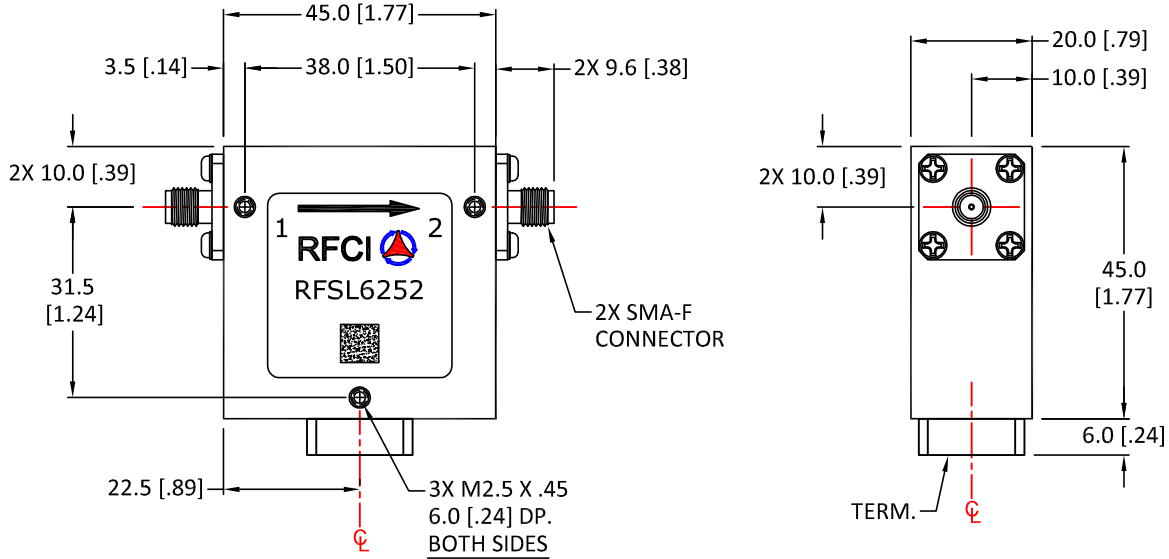 45.0 [1.77]
3.5 [.14]
38.0 [1.50]
2X 9.6 [.38]
2X 10.0 [.39]
1
2
RFCI
RFSL6252
31.5
[1.24]
2X SMA-F
CONNECTOR
22.5 [.89]
3X M2.5 X .45
6.0 [.24] DP.
BOTH SIDES
CL
20.0 [.79]
10.0 [.39]
2X 10.0 [.39]
45.0
[1.77]
6.0 [.24]
TERM.
CL